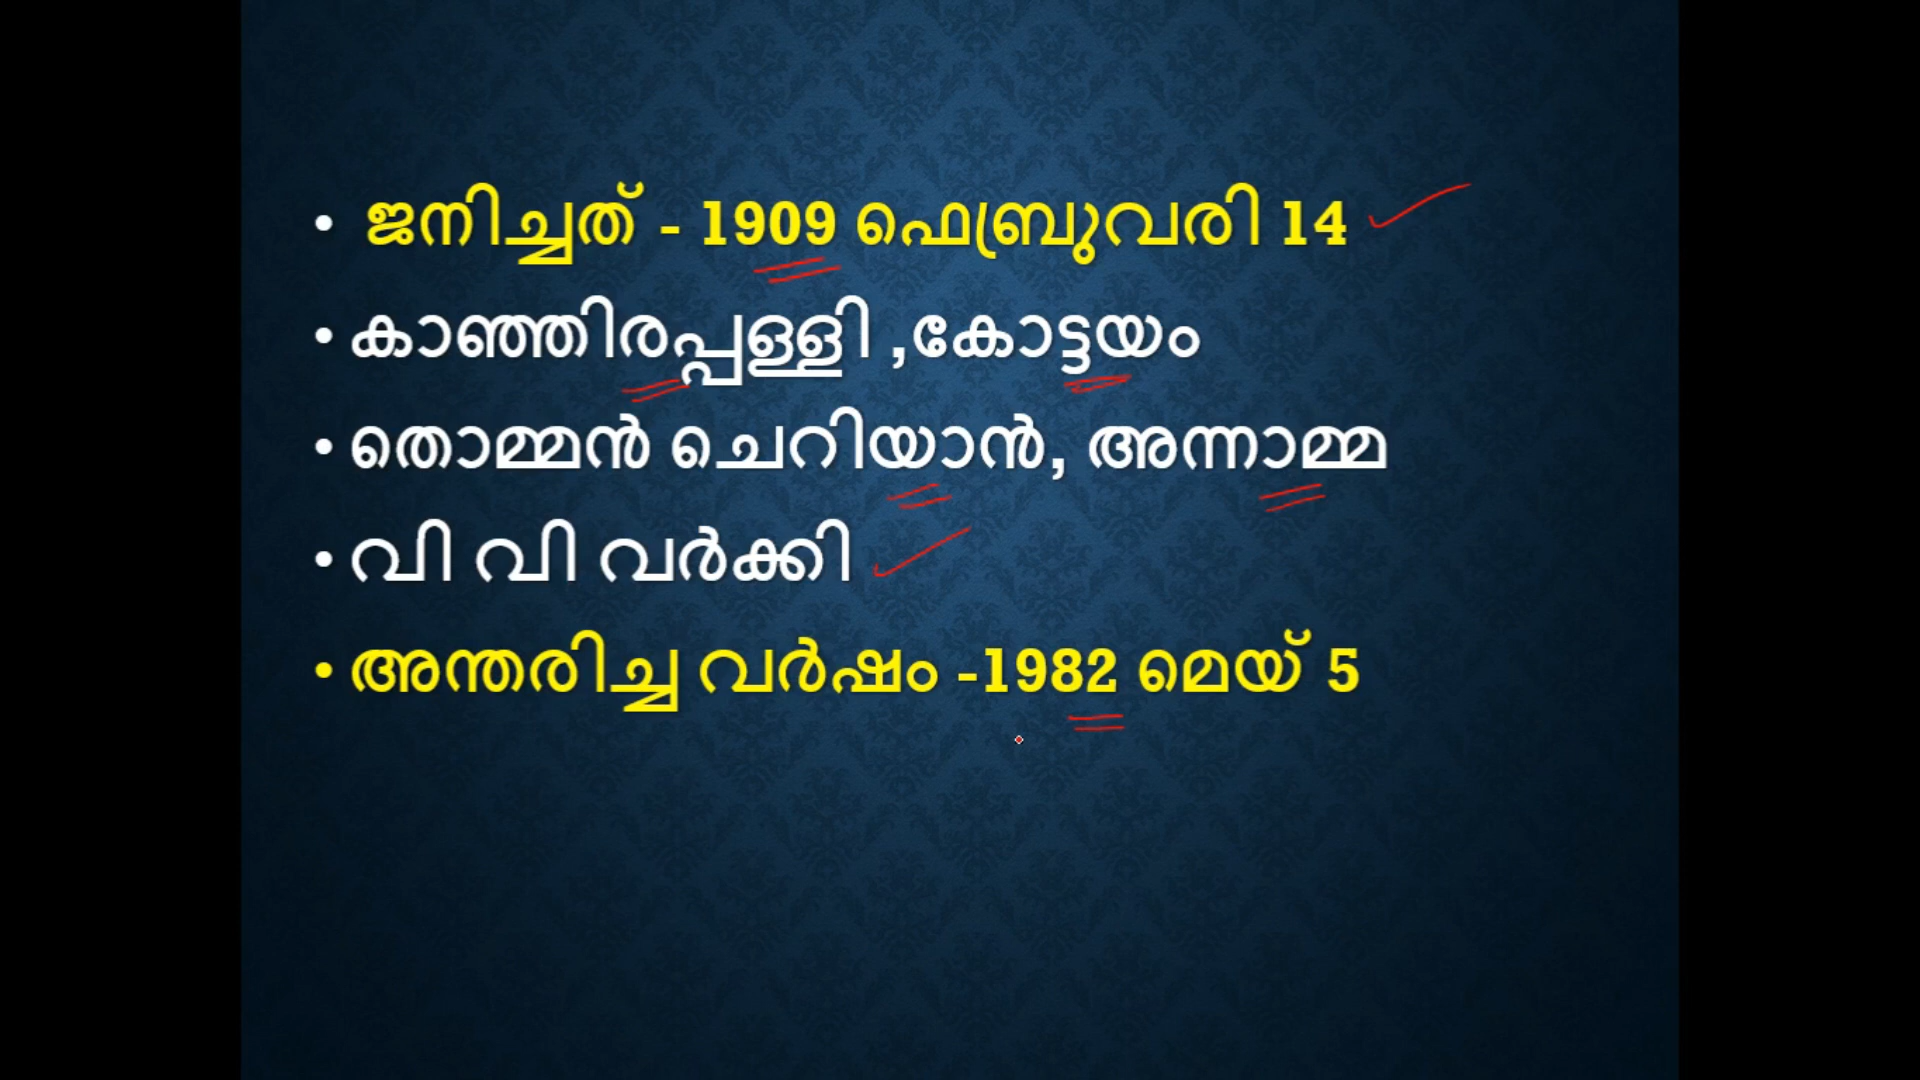 • ജനിച്ചത് - 1909 ഫെബ്രുവരി 14
• കാഞ്ഞിരപ്പള്ളി ,കോട്ടയം
• തൊമ്മൻ ചെറിയാൻ, അന്നാമ്മ
• വി വി വർക്കി
• അന്തരിച്ച വർഷം -1982 മെയ് 5